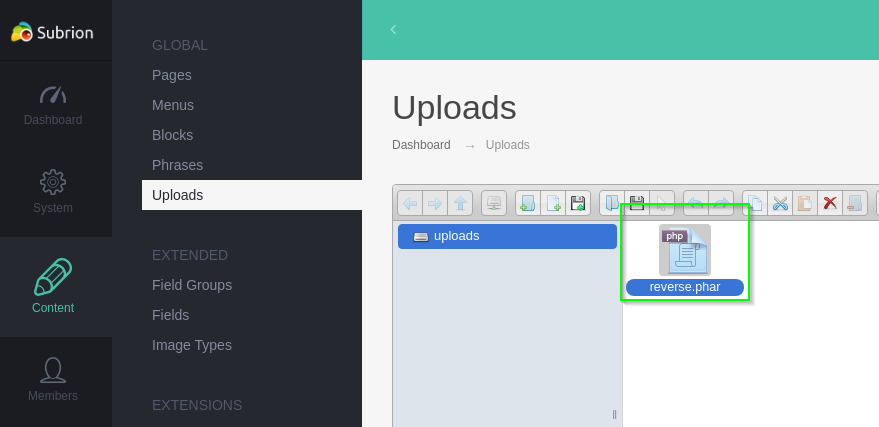 Subrion
Dashboard
System
Content
Members
GLOBAL
Pages
Menus
Blocks
Phrases
Uploads
EXTENDED
Field Groups
Fields
Image Types
EXTENSIONS
Uploads
Dashboard → Uploads
uploads
php
reverse.phar